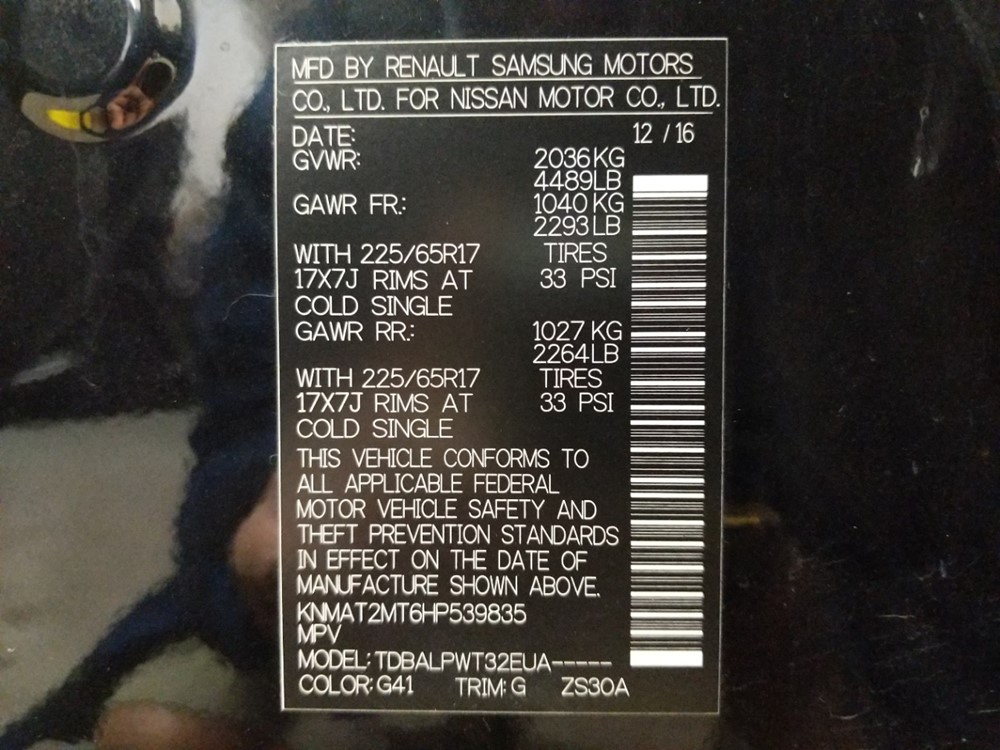 MFD BY RENAULT SAMSUNG MOTORS
CO., LTD. FOR NISSAN MOTOR CO., LTD.
DATE: 12 / 16
GVWR: 2036 KG
4489 LB
GAWR FR.: 1040 KG
2293 LB
WITH 225/65R17 TIRES
17X7J RIMS AT 33 PSI
COLD SINGLE
GAWR RR.: 1027 KG
2264 LB
WITH 225/65R17 TIRES
17X7J RIMS AT 33 PSI
COLD SINGLE
THIS VEHICLE CONFORMS TO
ALL APPLICABLE FEDERAL
MOTOR VEHICLE SAFETY AND
THEFT PREVENTION STANDARDS
IN EFFECT ON THE DATE OF
MANUFACTURE SHOWN ABOVE.
KNMAT2MT6HP539835
MPV
MODEL: TDBALPWT32EUA-----
COLOR: G41 TRIM: G ZS30A